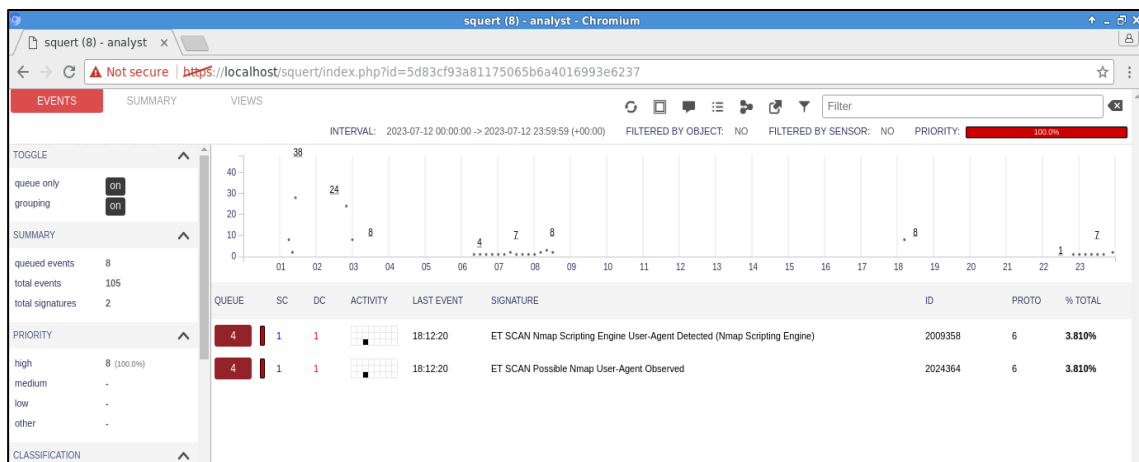 squert (8) - analyst - Chromium
squert (8) - analyst ×
Not secure | https://localhost/squert/index.php?id=5d83cf93a81175065b6a4016993e6237
EVENTS SUMMARY VIEWS Filter
INTERVAL: 2023-07-12 00:00:00 -> 2023-07-12 23:59:59 (+00:00) FILTERED BY OBJECT: NO FILTERED BY SENSOR: NO PRIORITY: 100.0%
TOGGLE
queue only on
grouping on
SUMMARY
queued events 8
total events 105
total signatures 2
PRIORITY
high 8 (100.0%)
medium -
low -
other -
CLASSIFICATION
40
30
20
10
0
38 24 8 4 7 8 8 1 7
01 02 03 04 05 06 07 08 09 10 11 12 13 14 15 16 17 18 19 20 21 22 23
QUEUE SC DC ACTIVITY LAST EVENT SIGNATURE ID PROTO % TOTAL
4 1 1 18:12:20 ET SCAN Nmap Scripting Engine User-Agent Detected (Nmap Scripting Engine) 2009358 6 3.810%
4 1 1 18:12:20 ET SCAN Possible Nmap User-Agent Observed 2024364 6 3.810%